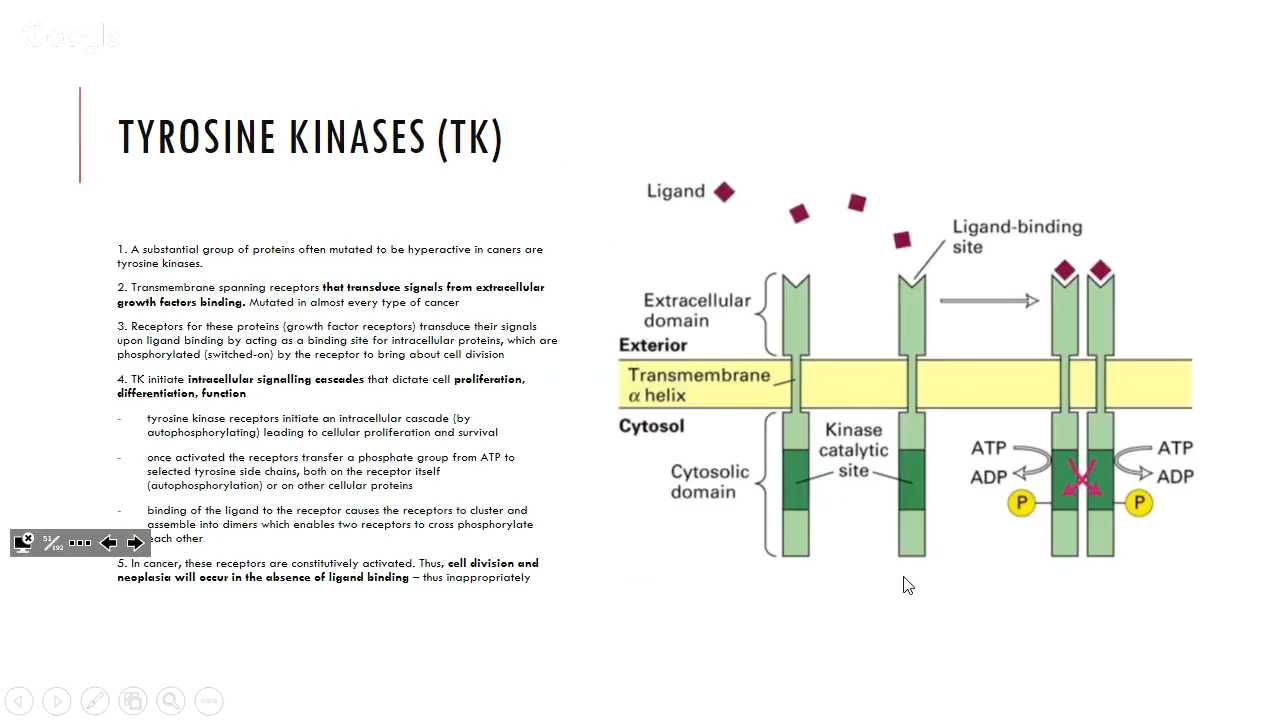 Google
TYROSINE KINASES (TK)
1. A substantial group of proteins often mutated to be hyperactive in caners are
tyrosine kinases.
2. Transmembrane spanning receptors that transduce signals from extracellular
growth factors binding. Mutated in almost every type of cancer
3. Receptors for these proteins (growth factor receptors) transduce their signals
upon ligand binding by acting as a binding site for intracellular proteins, which are
phosphorylated (switched-on) by the receptor to bring about cell division
4. TK initiate intracellular signalling cascades that dictate cell proliferation,
differentiation, function
- tyrosine kinase receptors initiate an intracellular cascade (by
autophosphorylating) leading to cellular proliferation and survival
- once activated the receptors transfer a phosphate group from ATP to
selected tyrosine side chains, both on the receptor itself
(autophosphorylation) or on other cellular proteins
- binding of the ligand to the receptor causes the receptors to cluster and
assemble into dimers which enables two receptors to cross phosphorylate
each other
51/192
5. In cancer, these receptors are constitutively activated. Thus, cell division and
neoplasia will occur in the absence of ligand binding – thus inappropriately
Ligand
Ligand-binding
site
Extracellular
domain
Exterior
Transmembrane
α helix
Cytosol
Kinase
catalytic
site
Cytosolic
domain
ATP
ADP
P
ATP
ADP
P